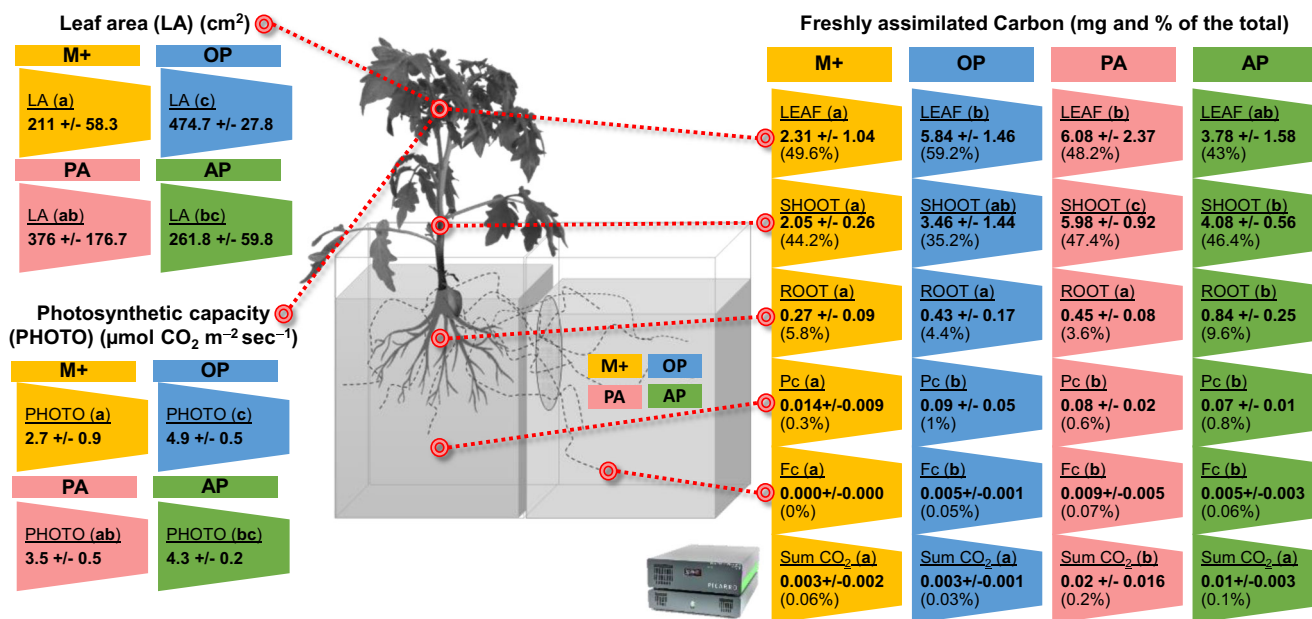 Leaf area (LA) (cm²)
M+
OP
LA (a)
211 +/- 58.3
LA (c)
474.7 +/- 27.8
PA
AP
LA (ab)
376 +/- 176.7
LA (bc)
261.8 +/- 59.8
Photosynthetic capacity
(PHOTO) (µmol CO₂ m⁻² sec⁻¹)
M+
OP
PHOTO (a)
2.7 +/- 0.9
PHOTO (c)
4.9 +/- 0.5
PA
AP
PHOTO (ab)
3.5 +/- 0.5
PHOTO (bc)
4.3 +/- 0.2
M+
OP
PA
AP
PICARRO
Freshly assimilated Carbon (mg and % of the total)
M+
OP
PA
AP
LEAF (a)
2.31 +/- 1.04
(49.6%)
LEAF (b)
5.84 +/- 1.46
(59.2%)
LEAF (b)
6.08 +/- 2.37
(48.2%)
LEAF (ab)
3.78 +/- 1.58
(43%)
SHOOT (a)
2.05 +/- 0.26
(44.2%)
SHOOT (ab)
3.46 +/- 1.44
(35.2%)
SHOOT (c)
5.98 +/- 0.92
(47.4%)
SHOOT (b)
4.08 +/- 0.56
(46.4%)
ROOT (a)
0.27 +/- 0.09
(5.8%)
ROOT (a)
0.43 +/- 0.17
(4.4%)
ROOT (a)
0.45 +/- 0.08
(3.6%)
ROOT (b)
0.84 +/- 0.25
(9.6%)
Pc (a)
0.014+/-0.009
(0.3%)
Pc (b)
0.09 +/- 0.05
(1%)
Pc (b)
0.08 +/- 0.02
(0.6%)
Pc (b)
0.07 +/- 0.01
(0.8%)
Fc (a)
0.000+/-0.000
(0%)
Fc (b)
0.005+/-0.001
(0.05%)
Fc (b)
0.009+/-0.005
(0.07%)
Fc (b)
0.005+/-0.003
(0.06%)
Sum CO₂ (a)
0.003+/-0.002
(0.06%)
Sum CO₂ (a)
0.003+/-0.001
(0.03%)
Sum CO₂ (b)
0.02 +/- 0.016
(0.2%)
Sum CO₂ (a)
0.01+/-0.003
(0.1%)